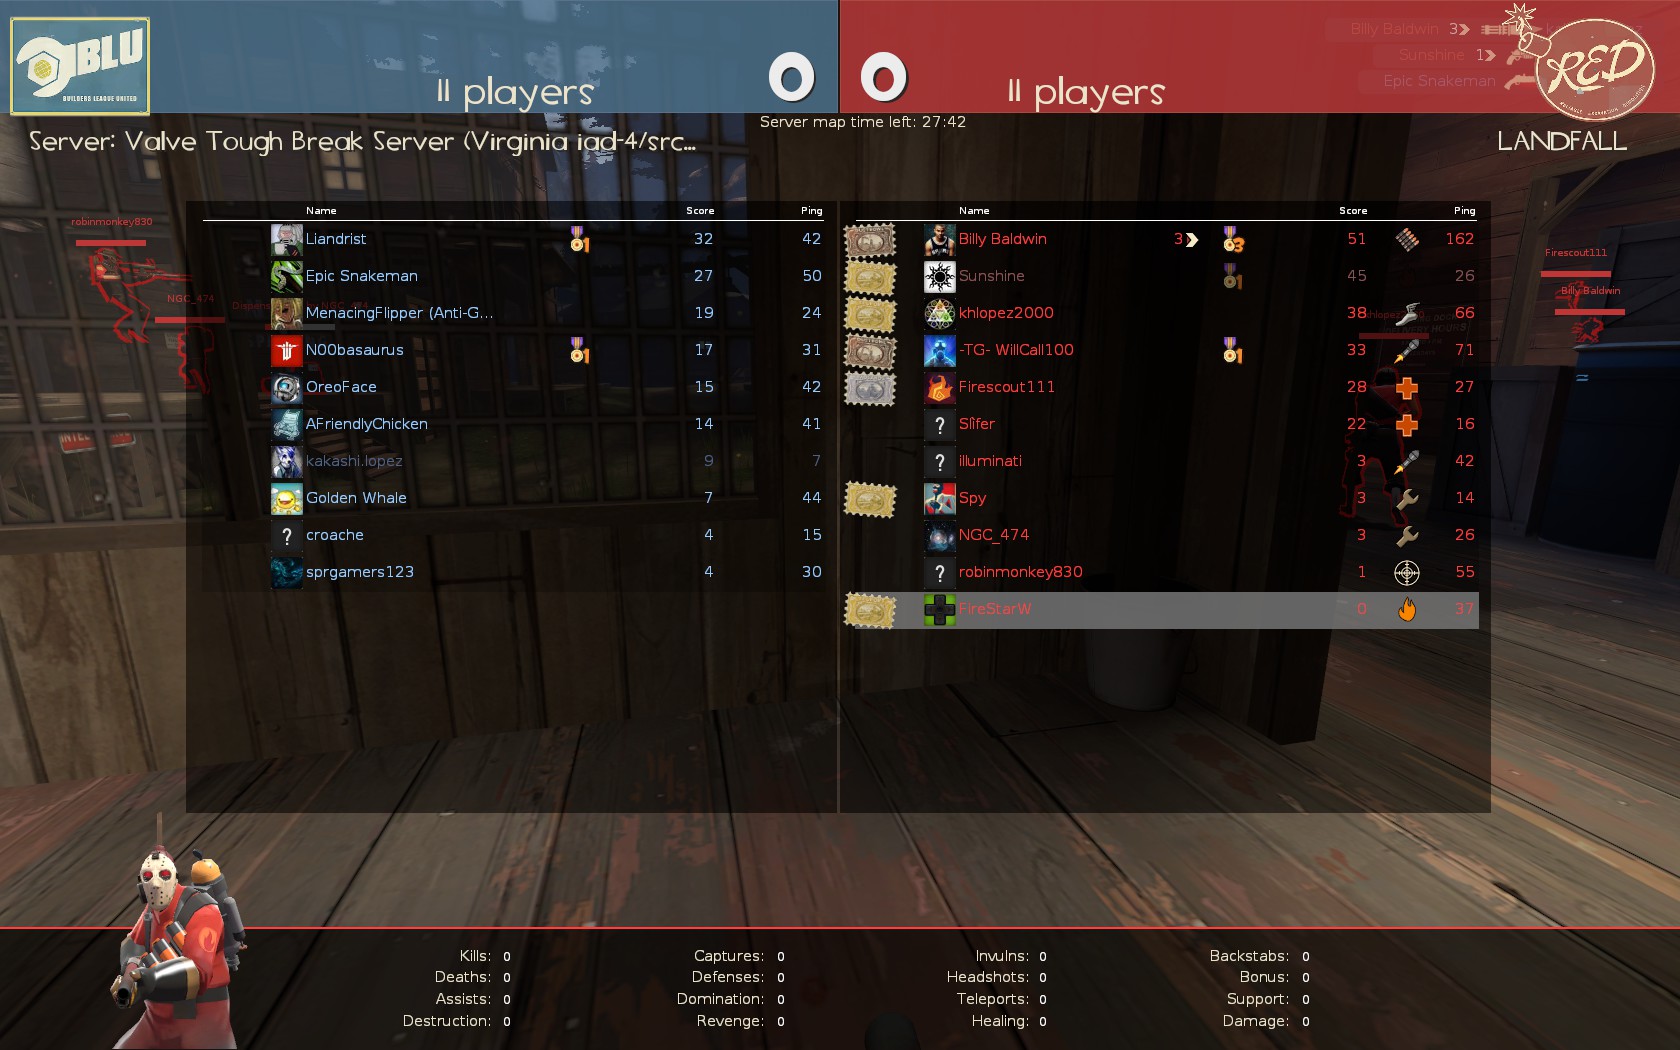 BLU
BUILDERS LEAGUE UNITED
11 players
0
0
11 players
Billy Baldwin 3
Sunshine 1
Epic Snakeman
RED
Server map time left: 27:42
Server: Valve Tough Break Server (Virginia iad-4/src...
LANDFALL
Name Score Ping
Liandrist 1 32 42
Epic Snakeman 27 50
MenacingFlipper (Anti-G... 19 24
N00basaurus 1 17 31
OreoFace 15 42
AFriendlyChicken 14 41
kakashi.lopez 9 7
Golden Whale 7 44
? croache 4 15
sprgamers123 4 30
Name Score Ping
Billy Baldwin 3 3 51 162
Sunshine 1 45 26
khlopez2000 38 66
-TG- WillCall100 1 33 71
Firescout111 28 27
? Slîfer 22 16
? illuminati 3 42
Spy 3 14
NGC_474 3 26
? robinmonkey830 1 55
FireStarW 0 37
robinmonkey830
NGC_474
Firescout111
Billy Baldwin
Kills: 0
Deaths: 0
Assists: 0
Destruction: 0
Captures: 0
Defenses: 0
Domination: 0
Revenge: 0
Invulns: 0
Headshots: 0
Teleports: 0
Healing: 0
Backstabs: 0
Bonus: 0
Support: 0
Damage: 0